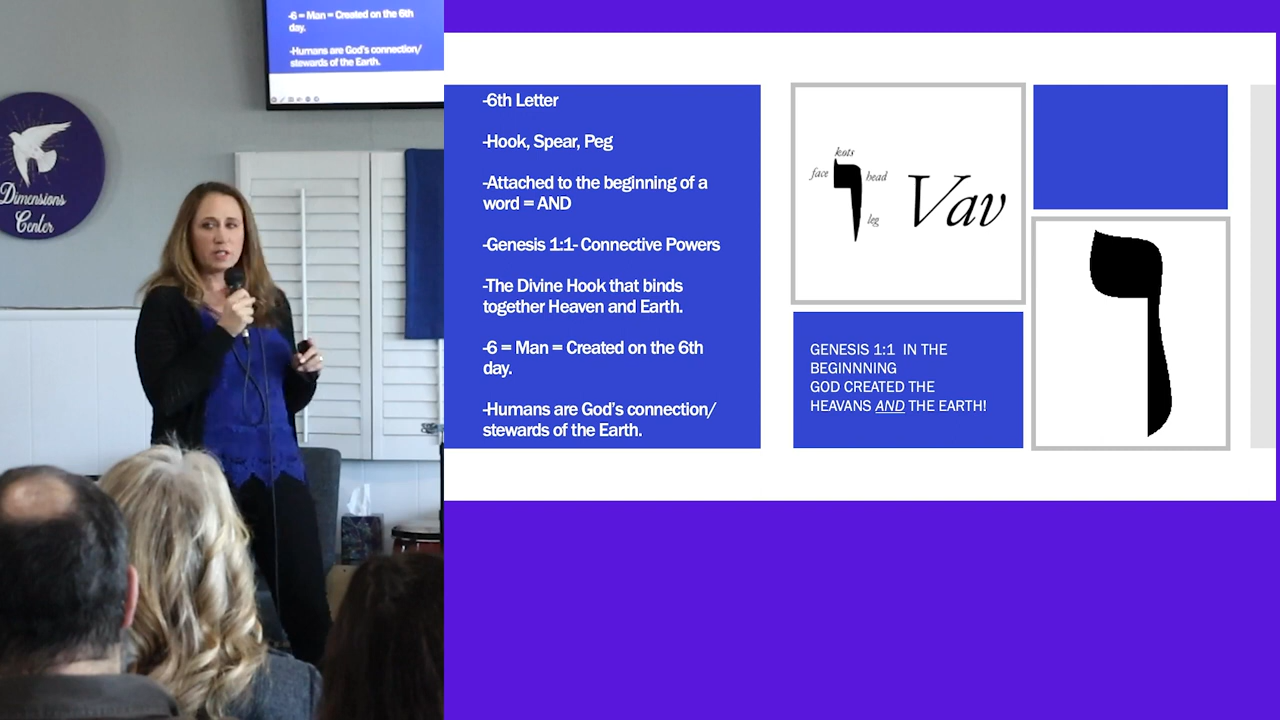 -6 = Man = Created on the 6th
day.
-Humans are God's connection/
stewards of the Earth.
Dimensions
Center
-6th Letter
-Hook, Spear, Peg
-Attached to the beginning of a
word = AND
-Genesis 1:1- Connective Powers
-The Divine Hook that binds
together Heaven and Earth.
-6 = Man = Created on the 6th
day.
-Humans are God's connection/
stewards of the Earth.
koots
face
head
leg
ו
Vav
GENESIS 1:1 IN THE
BEGINNNING
GOD CREATED THE
HEAVANS AND THE EARTH!
ו